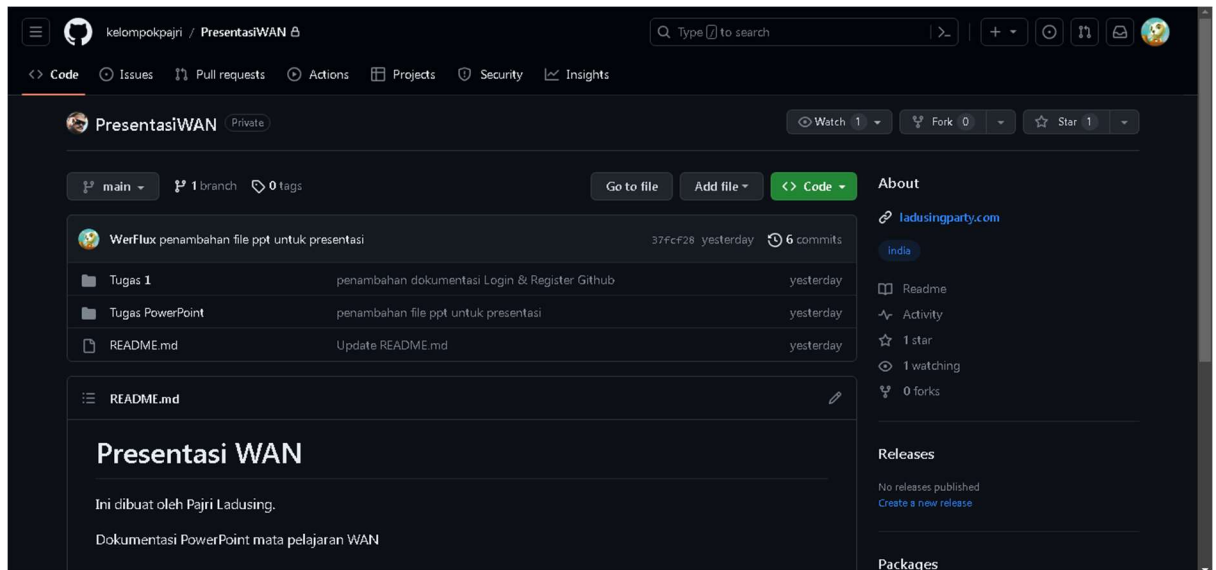 kelompokpajri / PresentasiWAN
Type / to search
Code Issues Pull requests Actions Projects Security Insights
PresentasiWAN Private
Watch 1 Fork 0 Star 1
main 1 branch 0 tags Go to file Add file <> Code
WerFlux penambahan file ppt untuk presentasi 37fcf28 yesterday 6 commits
Tugas 1 penambahan dokumentasi Login & Register Github yesterday
Tugas PowerPoint penambahan file ppt untuk presentasi yesterday
README.md Update README.md yesterday
README.md
Presentasi WAN
Ini dibuat oleh Pajri Ladusing.
Dokumentasi PowerPoint mata pelajaran WAN
About
ladusingparty.com
india
Readme
Activity
1 star
1 watching
0 forks
Releases
No releases published
Create a new release
Packages